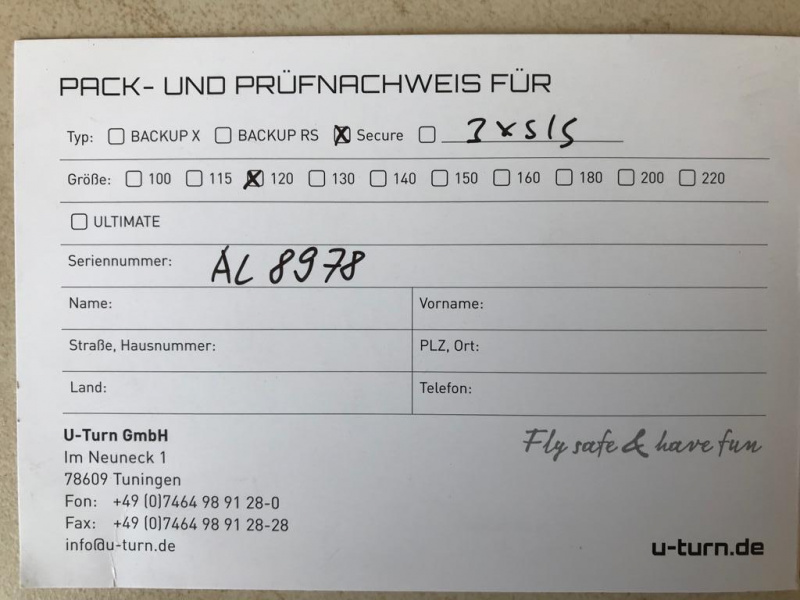 PACK- UND PRÜFNACHWEIS FÜR
Typ: ☐ BACKUP X ☐ BACKUP RS ☒ Secure ☐
Größe: ☐ 100 ☐ 115 ☒ 120 ☐ 130 ☐ 140 ☐ 150 ☐ 160 ☐ 180 ☐ 200 ☐ 220
☐ ULTIMATE
Seriennummer: AL 8978
Name: Vorname:
Straße, Hausnummer: PLZ, Ort:
Land: Telefon:
U-Turn GmbH
Im Neuneck 1
78609 Tuningen
Fon: +49 (0)7464 98 91 28-0
Fax: +49 (0)7464 98 91 28-28
info@u-turn.de
Fly safe & have fun
u-turn.de